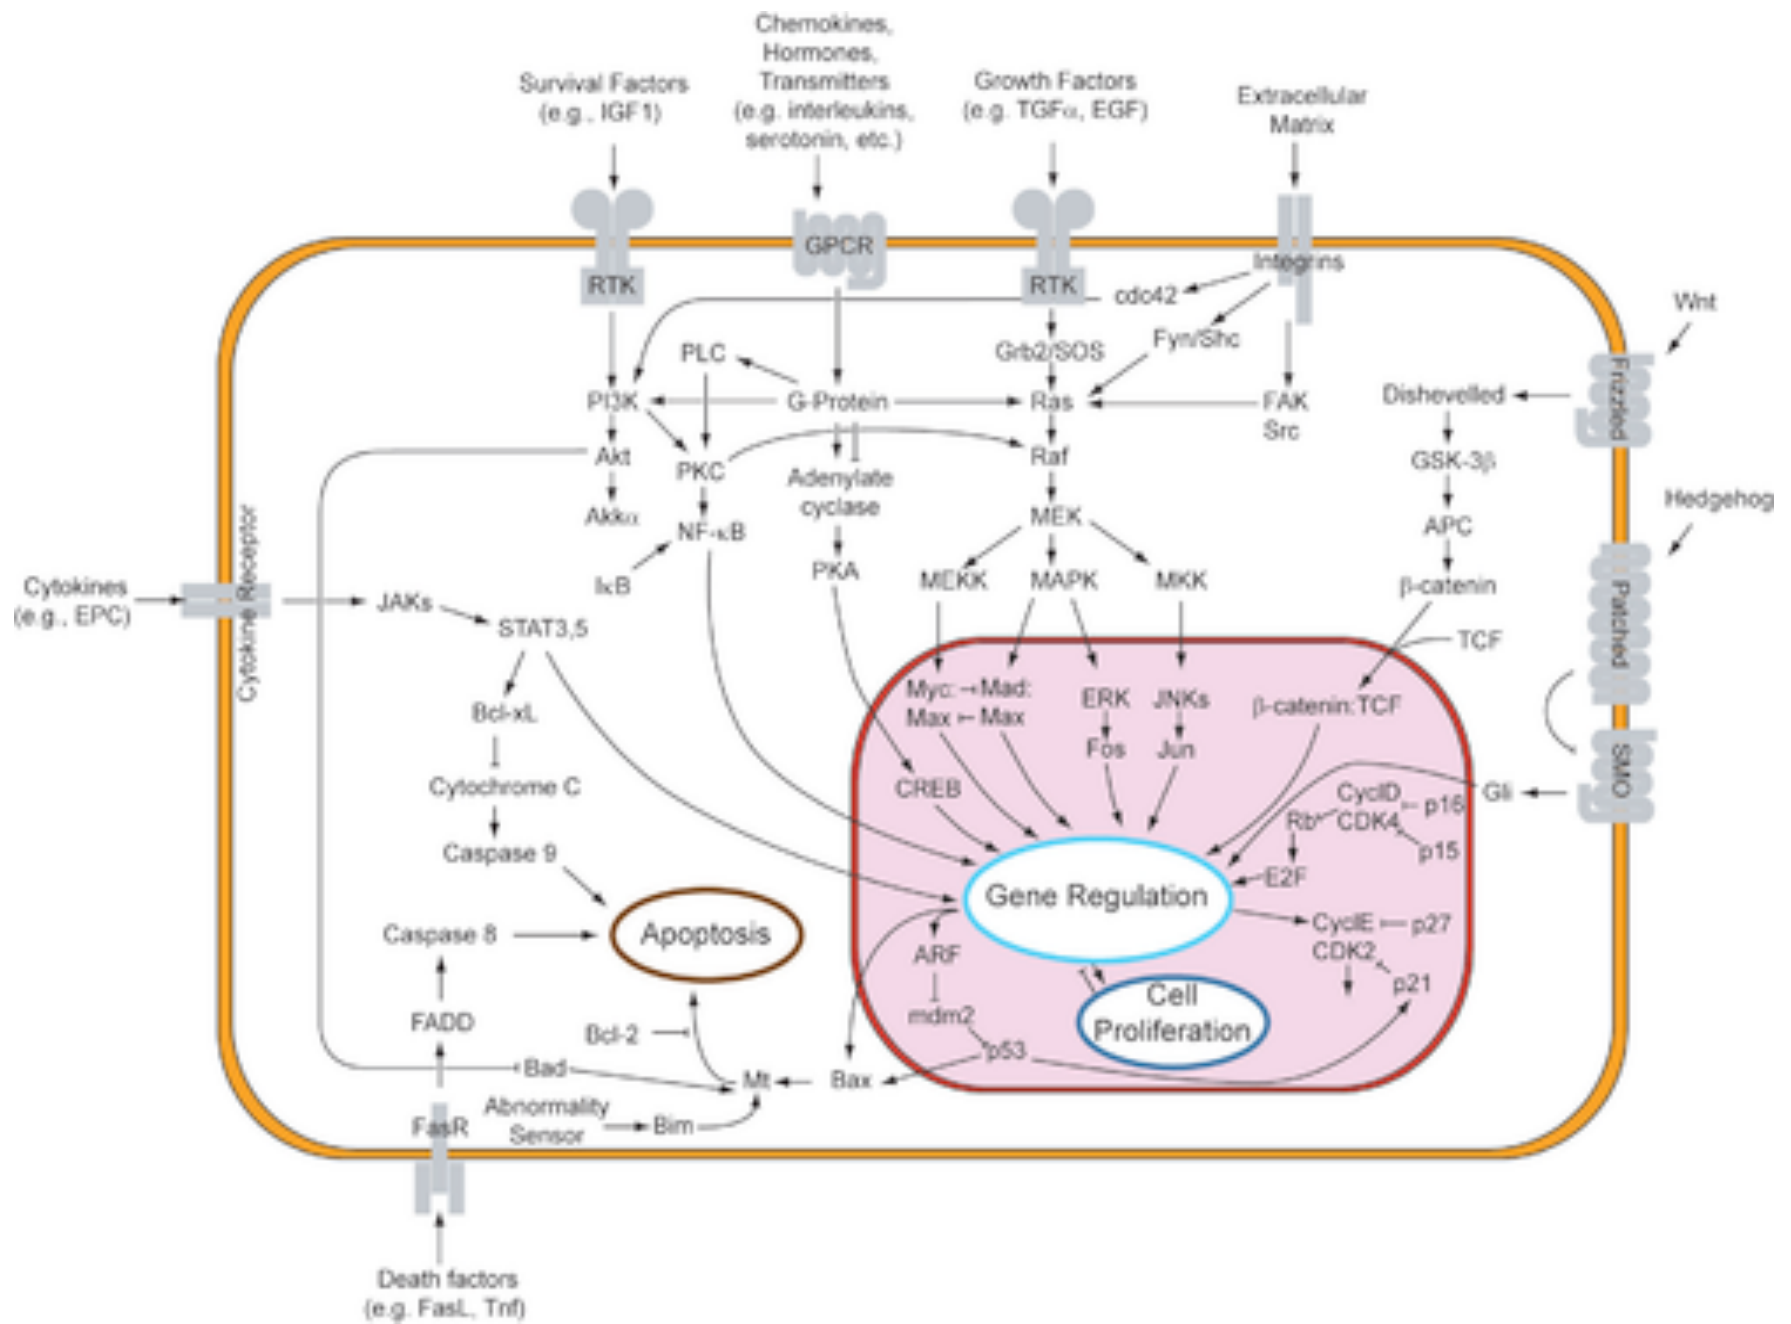 Chemokines,
Hormones,
Transmitters
(e.g. interleukins,
serotonin, etc.)
Survival Factors
(e.g., IGF1)
Growth Factors
(e.g. TGFα, EGF)
Extracellular
Matrix
RTK
GPCR
RTK
Integrins
cdc42
Wnt
Fyn/Shc
Grb2/SOS
PLC
Frizzled
Dishevelled
PI3K
G-Protein
Ras
FAK
Src
Akt
PKC
Raf
GSK-3β
Adenylate
cyclase
Hedgehog
Akkα
NF-κB
MEK
APC
Cytokine Receptor
IκB
PKA
MEKK
MAPK
MKK
β-catenin
Patched
Cytokines
(e.g., EPC)
JAKs
STAT3,5
TCF
Myc:
Max
Mad:
Max
ERK
JNKs
β-catenin:TCF
Bcl-xL
Fos
Jun
SMO
Cytochrome C
CREB
CyclD
CDK4
p16
Gli
Rb
p15
Caspase 9
E2F
Gene Regulation
CyclE
CDK2
p27
Caspase 8
Apoptosis
ARF
p21
Cell
Proliferation
FADD
Bcl-2
mdm2
p53
Bad
Mt
Bax
Abnormality
Sensor
Bim
FasR
Death factors
(e.g. FasL, Tnf)